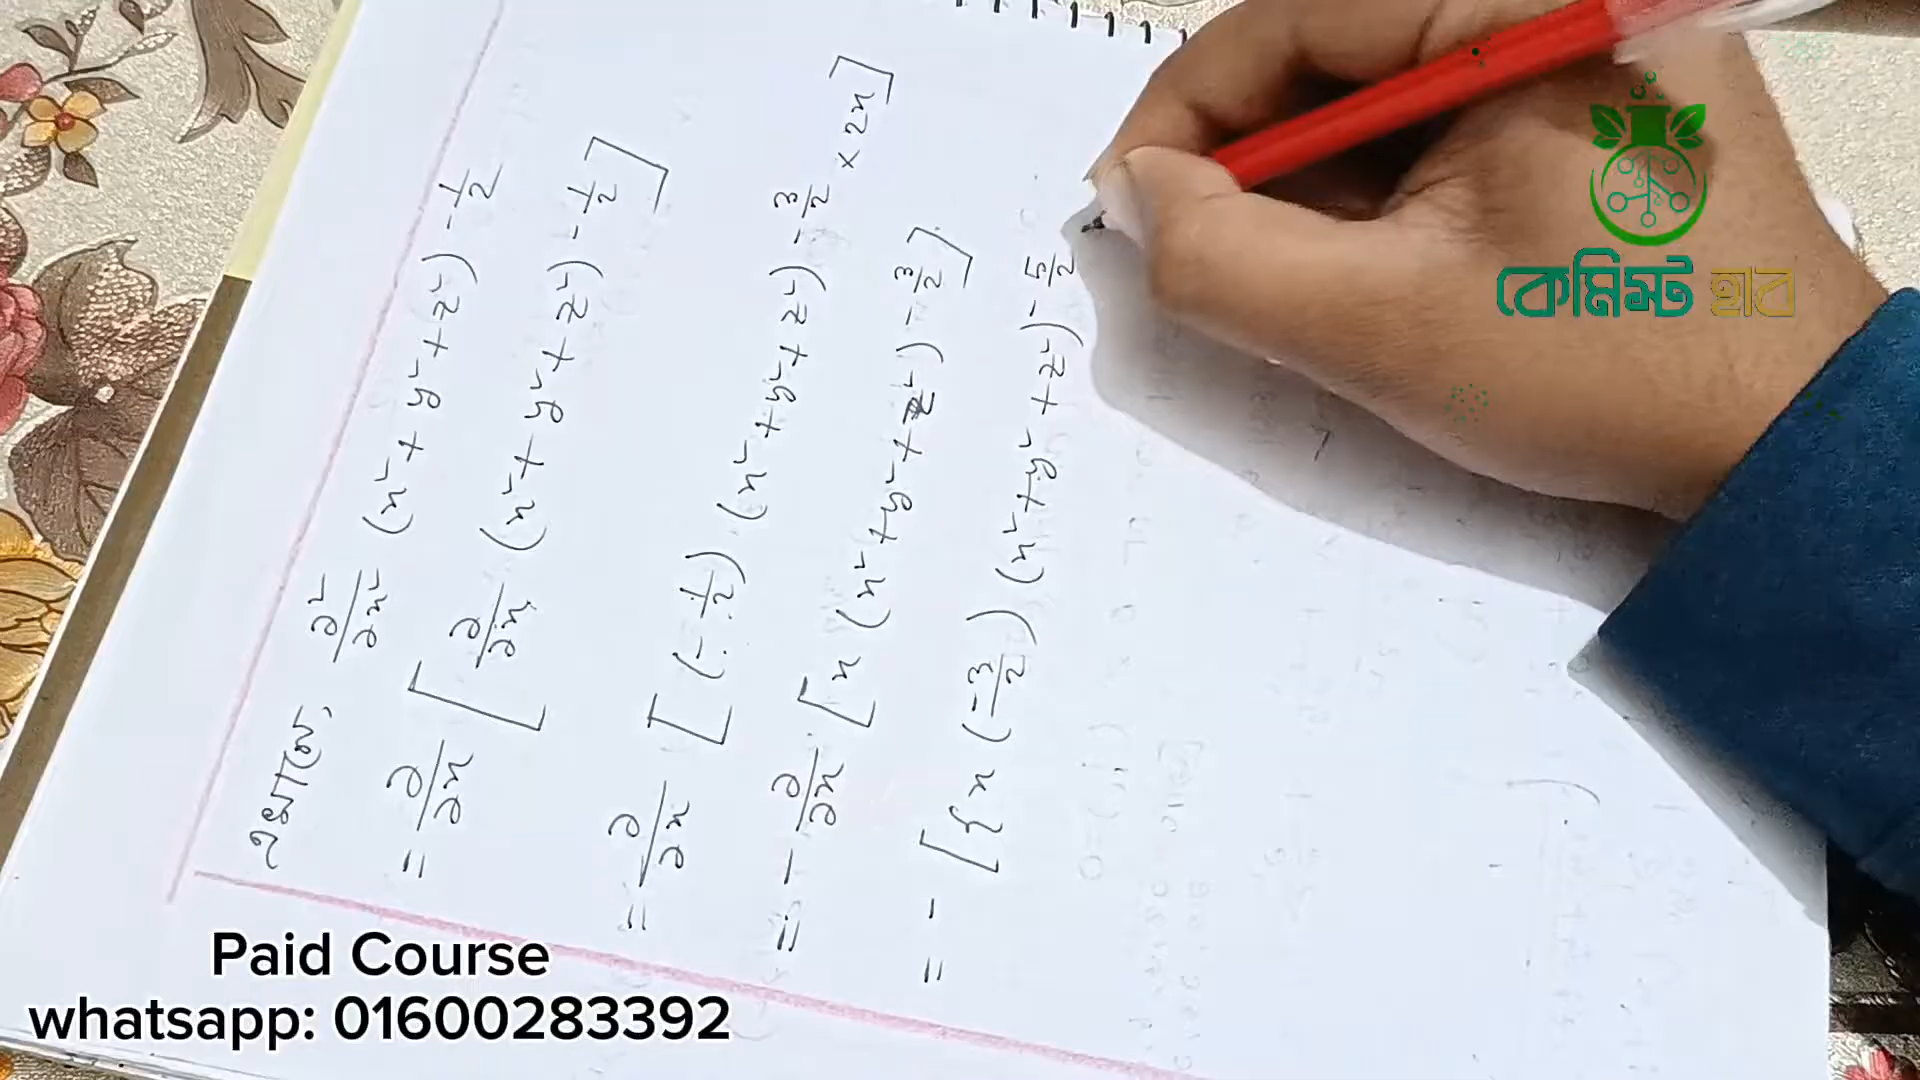 এখানে, ∂²/∂x² (x² + y² + z²)^-1/2
= ∂/∂x [∂/∂x (x² + y² + z²)^-1/2]
= ∂/∂x [(-1/2) (x² + y² + z²)^-3/2 × 2x]
= - ∂/∂x [x (x² + y² + z²)^-3/2]
= - [{x (-3/2) (x² + y² + z²)^-5/2
কেমিস্ট হাব
Paid Course
whatsapp: 01600283392